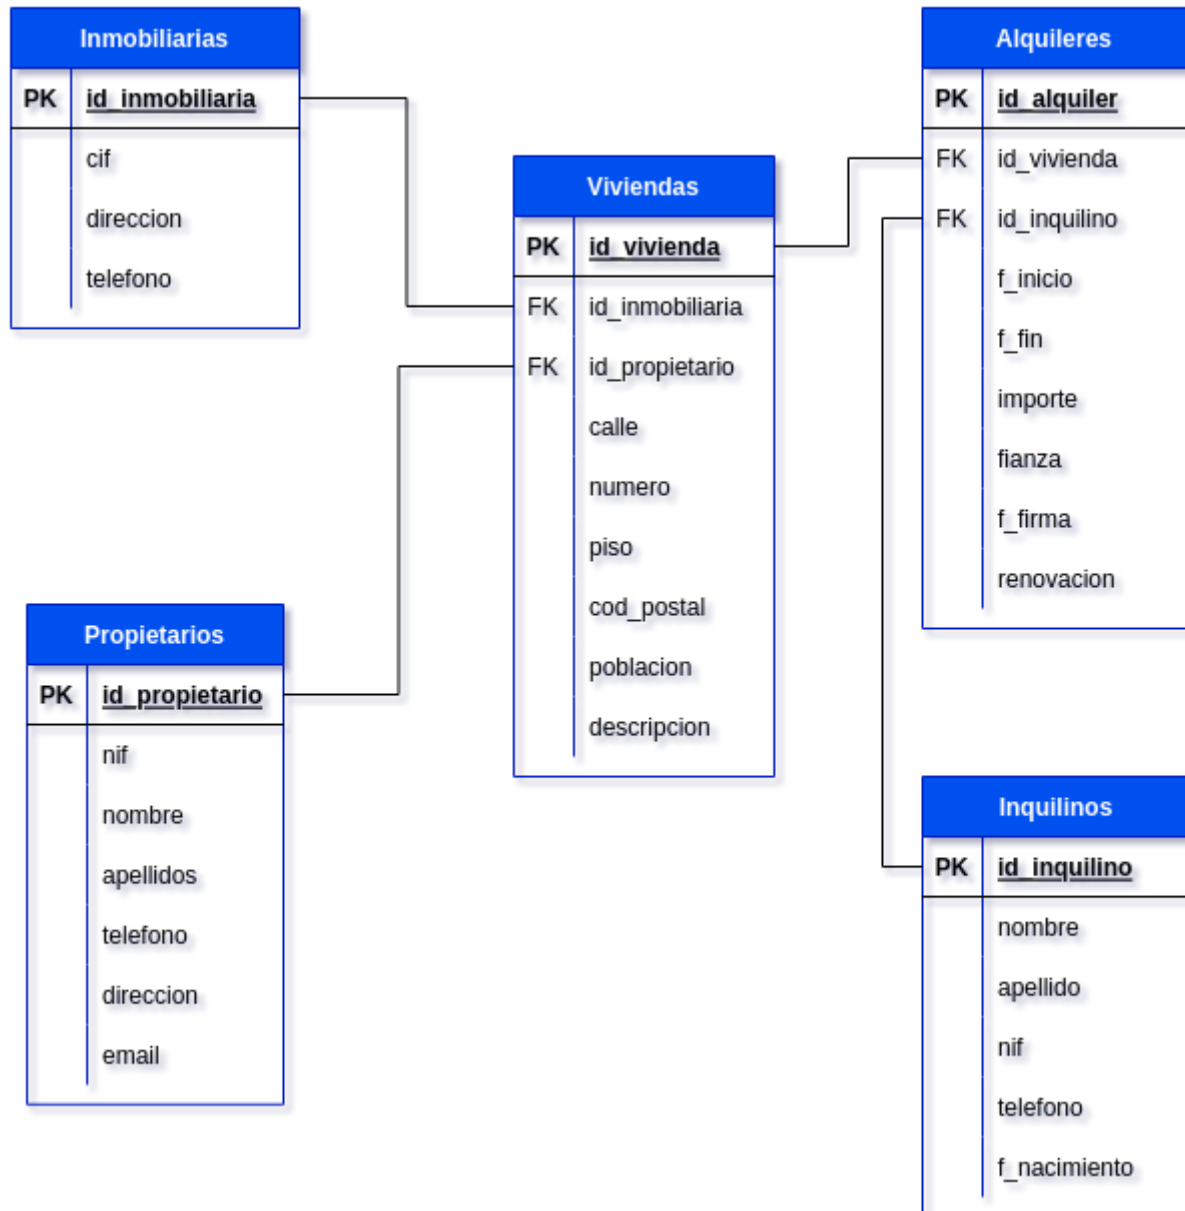 Inmobiliarias
PK id_inmobiliaria
cif
direccion
telefono
Propietarios
PK id_propietario
nif
nombre
apellidos
telefono
direccion
email
Viviendas
PK id_vivienda
FK id_inmobiliaria
FK id_propietario
calle
numero
piso
cod_postal
poblacion
descripcion
Alquileres
PK id_alquiler
FK id_vivienda
FK id_inquilino
f_inicio
f_fin
importe
fianza
f_firma
renovacion
Inquilinos
PK id_inquilino
nombre
apellido
nif
telefono
f_nacimiento